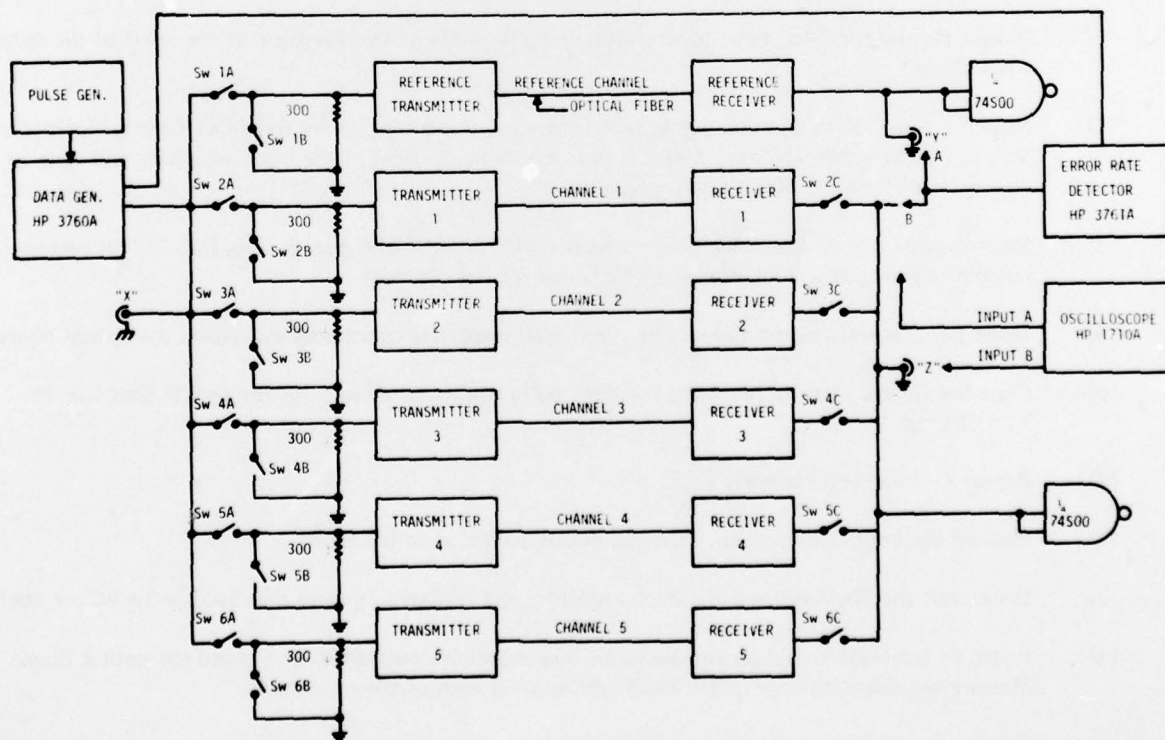 Sw 1A
REFERENCE TRANSMITTER
REFERENCE CHANNEL
OPTICAL FIBER
REFERENCE RECEIVER
¼ 74S00
PULSE GEN.
300
Sw 1B
"Y"
A
DATA GEN. HP 3760A
Sw 2A
300
Sw 2B
TRANSMITTER 1
CHANNEL 1
RECEIVER 1
Sw 2C
B
ERROR RATE DETECTOR HP 3761A
"X"
Sw 3A
300
Sw 3B
TRANSMITTER 2
CHANNEL 2
RECEIVER 2
Sw 3C
INPUT A
INPUT B
OSCILLOSCOPE HP 1710A
"Z"
Sw 4A
300
Sw 4B
TRANSMITTER 3
CHANNEL 3
RECEIVER 3
Sw 4C
Sw 5A
300
Sw 5B
TRANSMITTER 4
CHANNEL 4
RECEIVER 4
Sw 5C
¼ 74S00
Sw 6A
300
Sw 6B
TRANSMITTER 5
CHANNEL 5
RECEIVER 5
Sw 6C